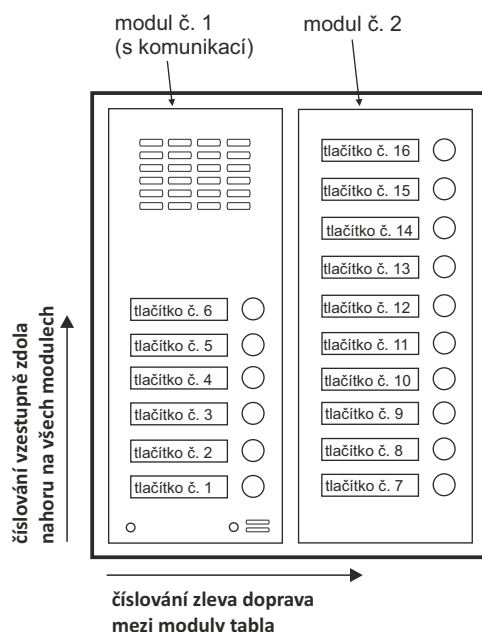 modul č. 1
(s komunikací)
modul č. 2
tlačítko č. 6
tlačítko č. 5
tlačítko č. 4
tlačítko č. 3
tlačítko č. 2
tlačítko č. 1
tlačítko č. 16
tlačítko č. 15
tlačítko č. 14
tlačítko č. 13
tlačítko č. 12
tlačítko č. 11
tlačítko č. 10
tlačítko č. 9
tlačítko č. 8
tlačítko č. 7
číslování vzestupně zdola
nahoru na všech modulech
číslování zleva doprava
mezi moduly tabla